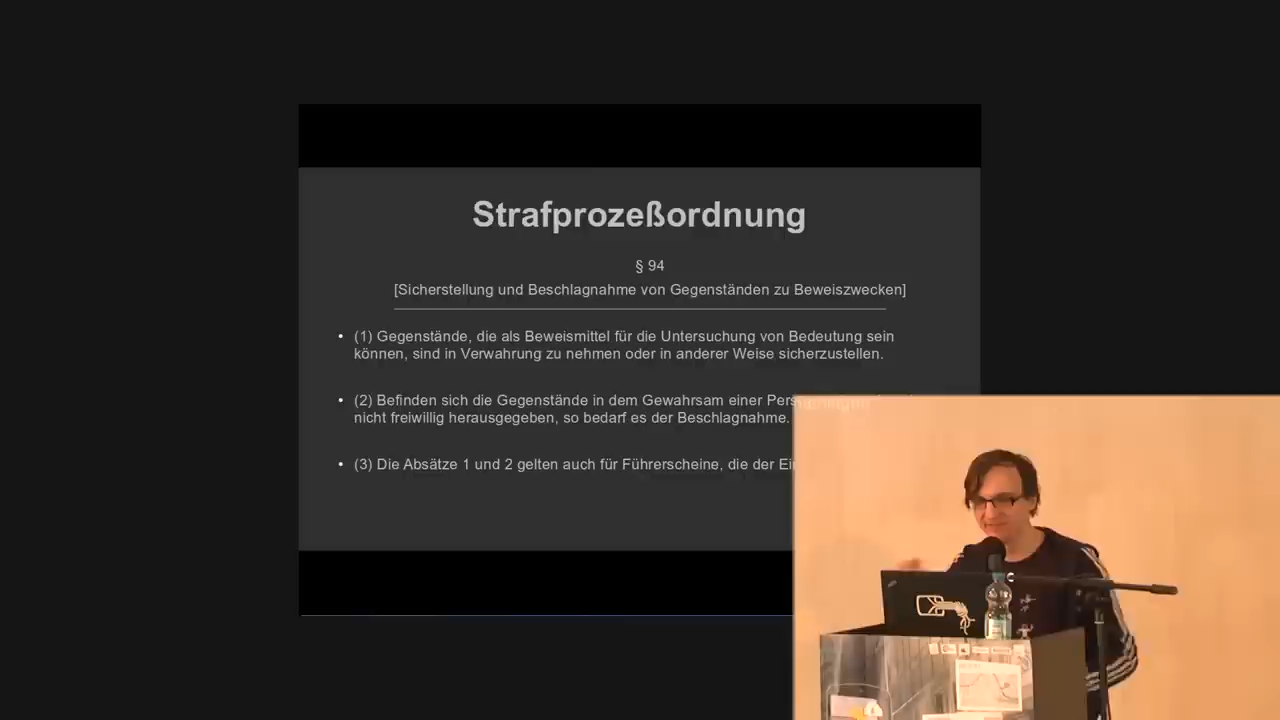 Strafprozeßordnung
§ 94
[Sicherstellung und Beschlagnahme von Gegenständen zu Beweiszwecken]
• (1) Gegenstände, die als Beweismittel für die Untersuchung von Bedeutung sein
können, sind in Verwahrung zu nehmen oder in anderer Weise sicherzustellen.
• (2) Befinden sich die Gegenstände in dem Gewahrsam einer
nicht freiwillig herausgegeben, so bedarf es der Beschlagnahme.
• (3) Die Absätze 1 und 2 gelten auch für Führerscheine, die der